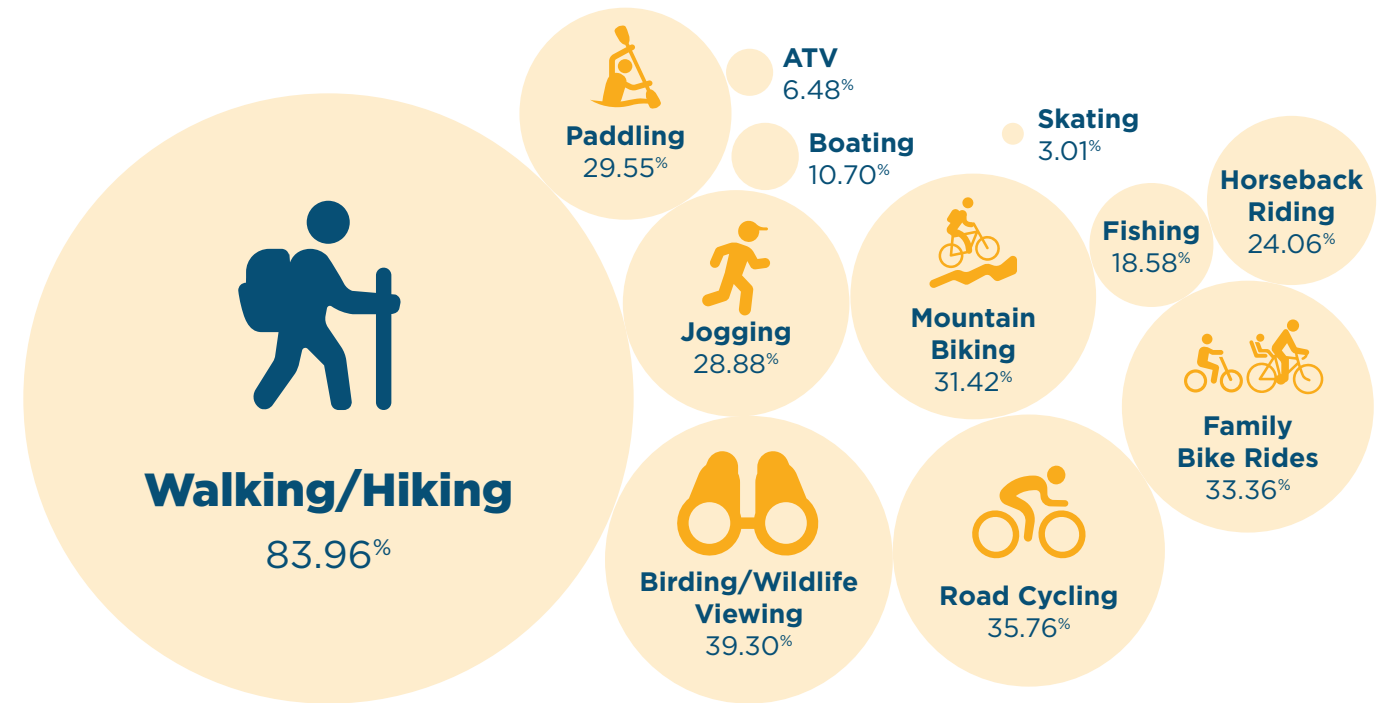 Paddling
29.55%
ATV
6.48%
Boating
10.70%
Skating
3.01%
Horseback
Riding
24.06%
Fishing
18.58%
Jogging
28.88%
Mountain
Biking
31.42%
Family
Bike Rides
33.36%
Walking/Hiking
83.96%
Birding/Wildlife
Viewing
39.30%
Road Cycling
35.76%